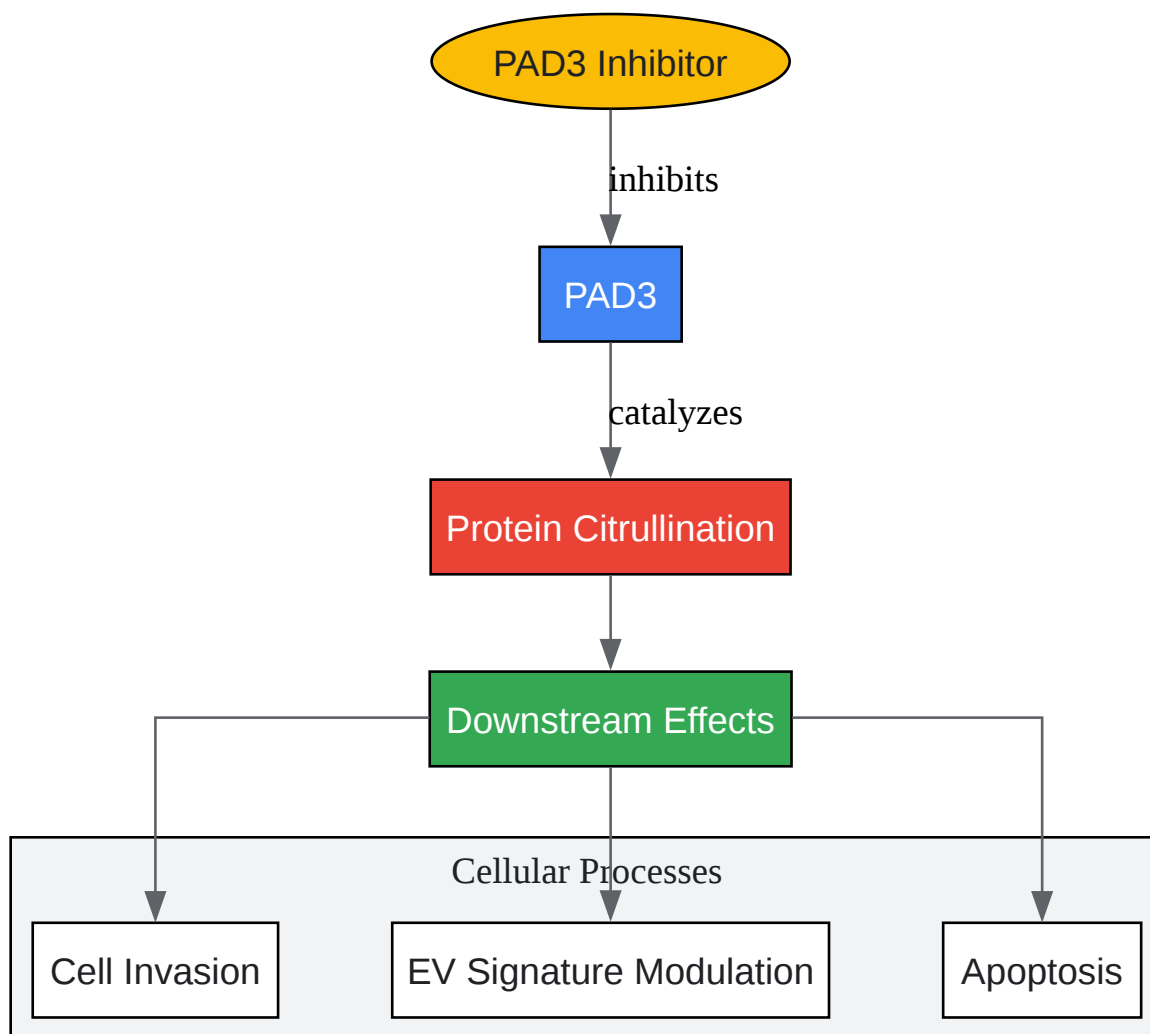 PAD3 Inhibitor
inhibits
PAD3
catalyzes
Protein Citrullination
Downstream Effects
Cellular Processes
Cell Invasion
EV Signature Modulation
Apoptosis